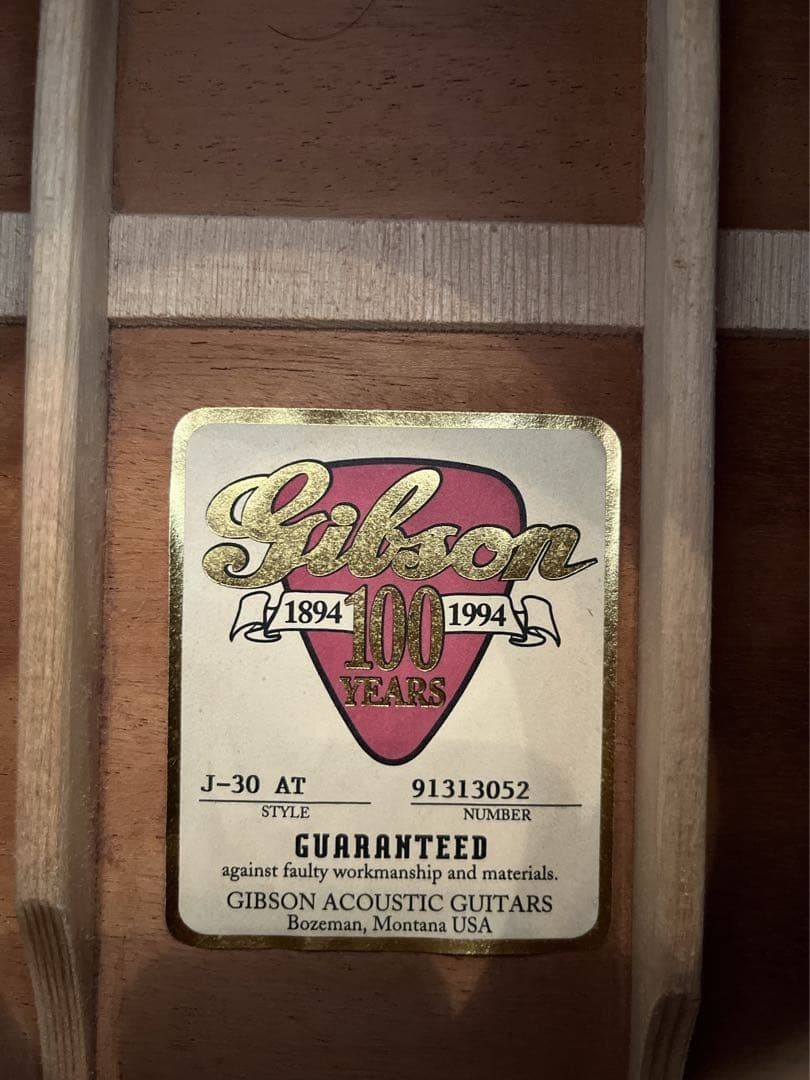 Gibson
1894 100 1994
YEARS
J-30 AT 91313052
STYLE NUMBER
GUARANTEED
against faulty workmanship and materials.
GIBSON ACOUSTIC GUITARS
Bozeman, Montana USA